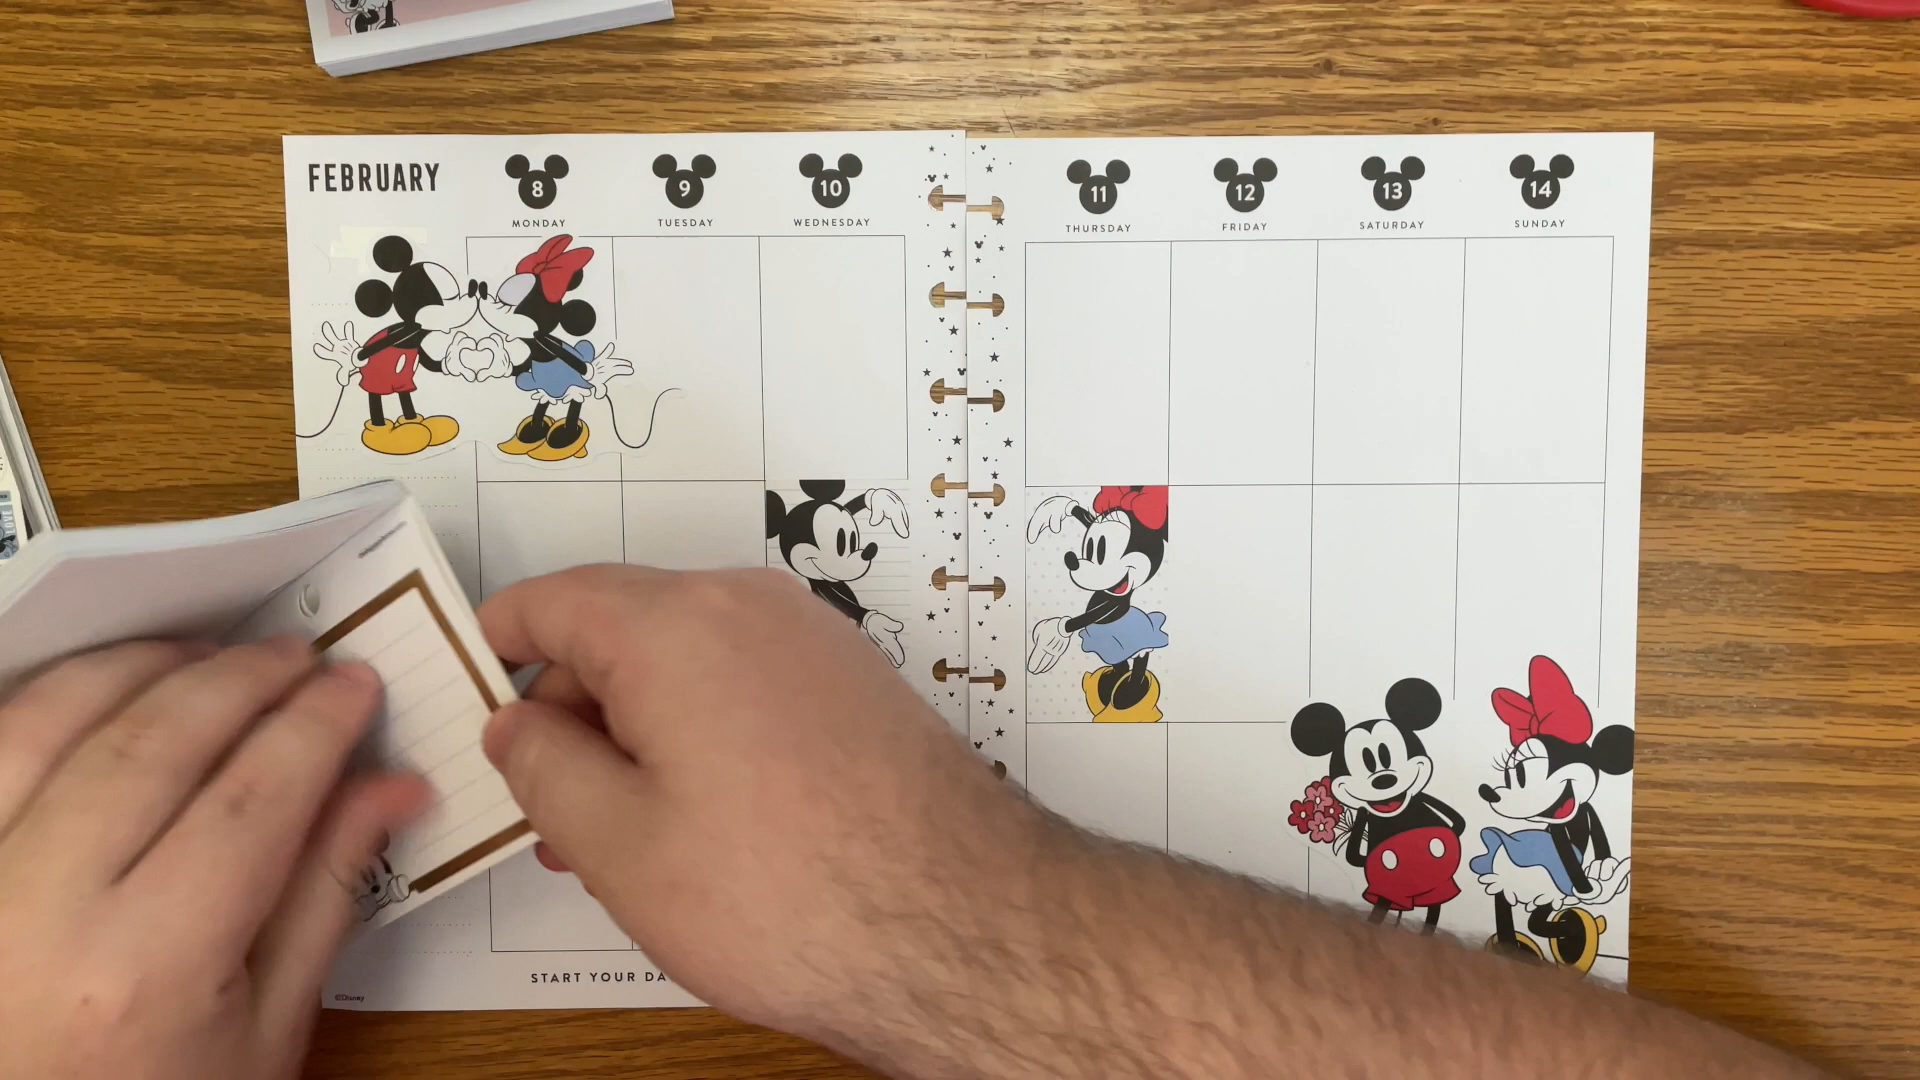 FEBRUARY
8 9 10 11 12 13 14
MONDAY TUESDAY WEDNESDAY THURSDAY FRIDAY SATURDAY SUNDAY
LOVE
START YOUR DA
©Disney